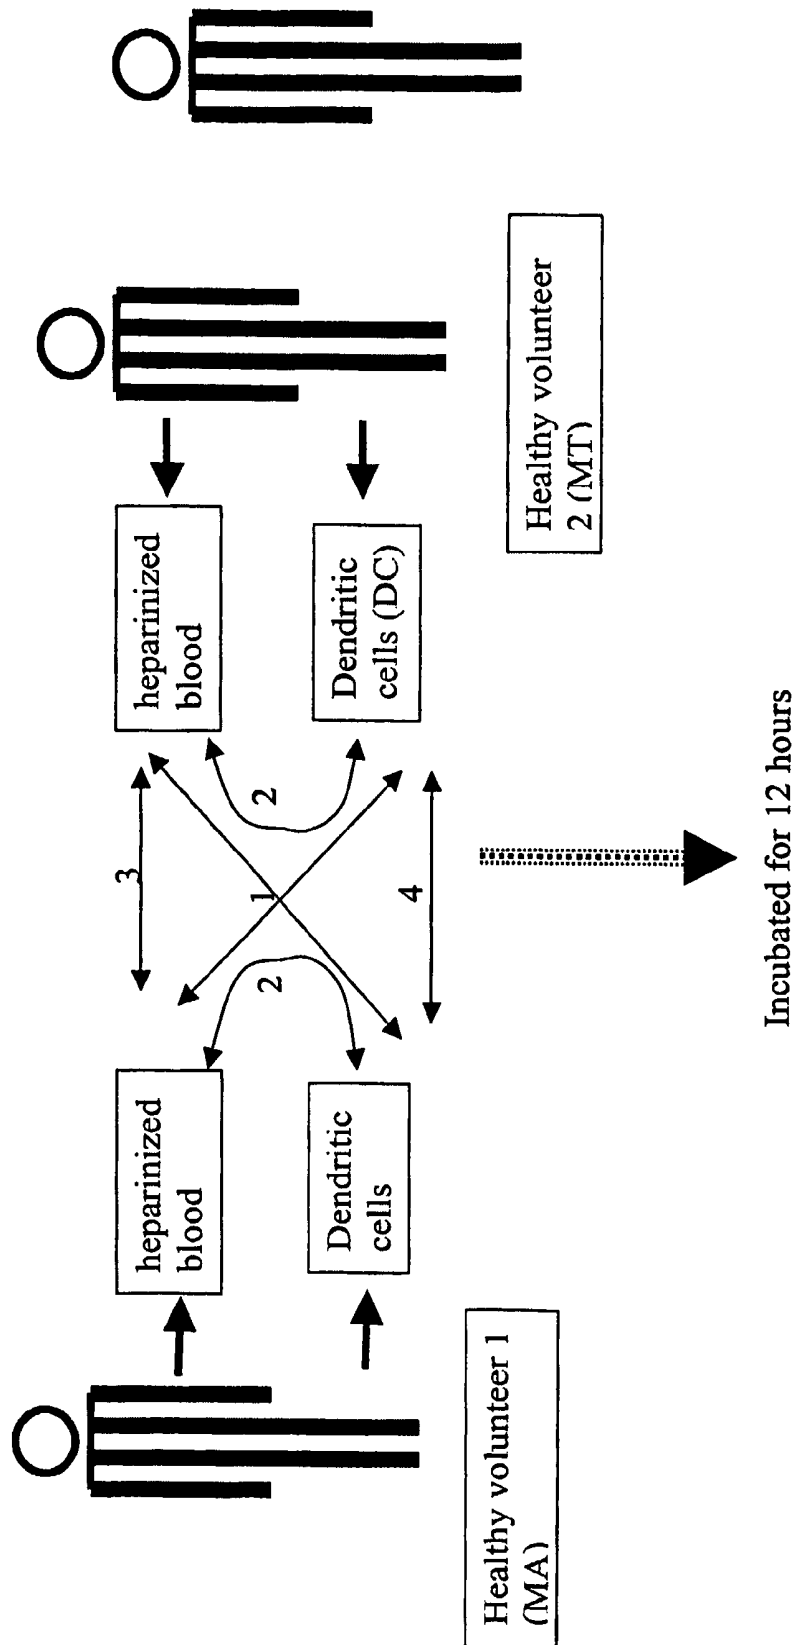 heparinized
blood
Dendritic
cells
Healthy volunteer 1
(MA)
3
2
1
2
4
heparinized
blood
Dendritic
cells (DC)
Healthy volunteer
2 (MT)
Incubated for 12 hours